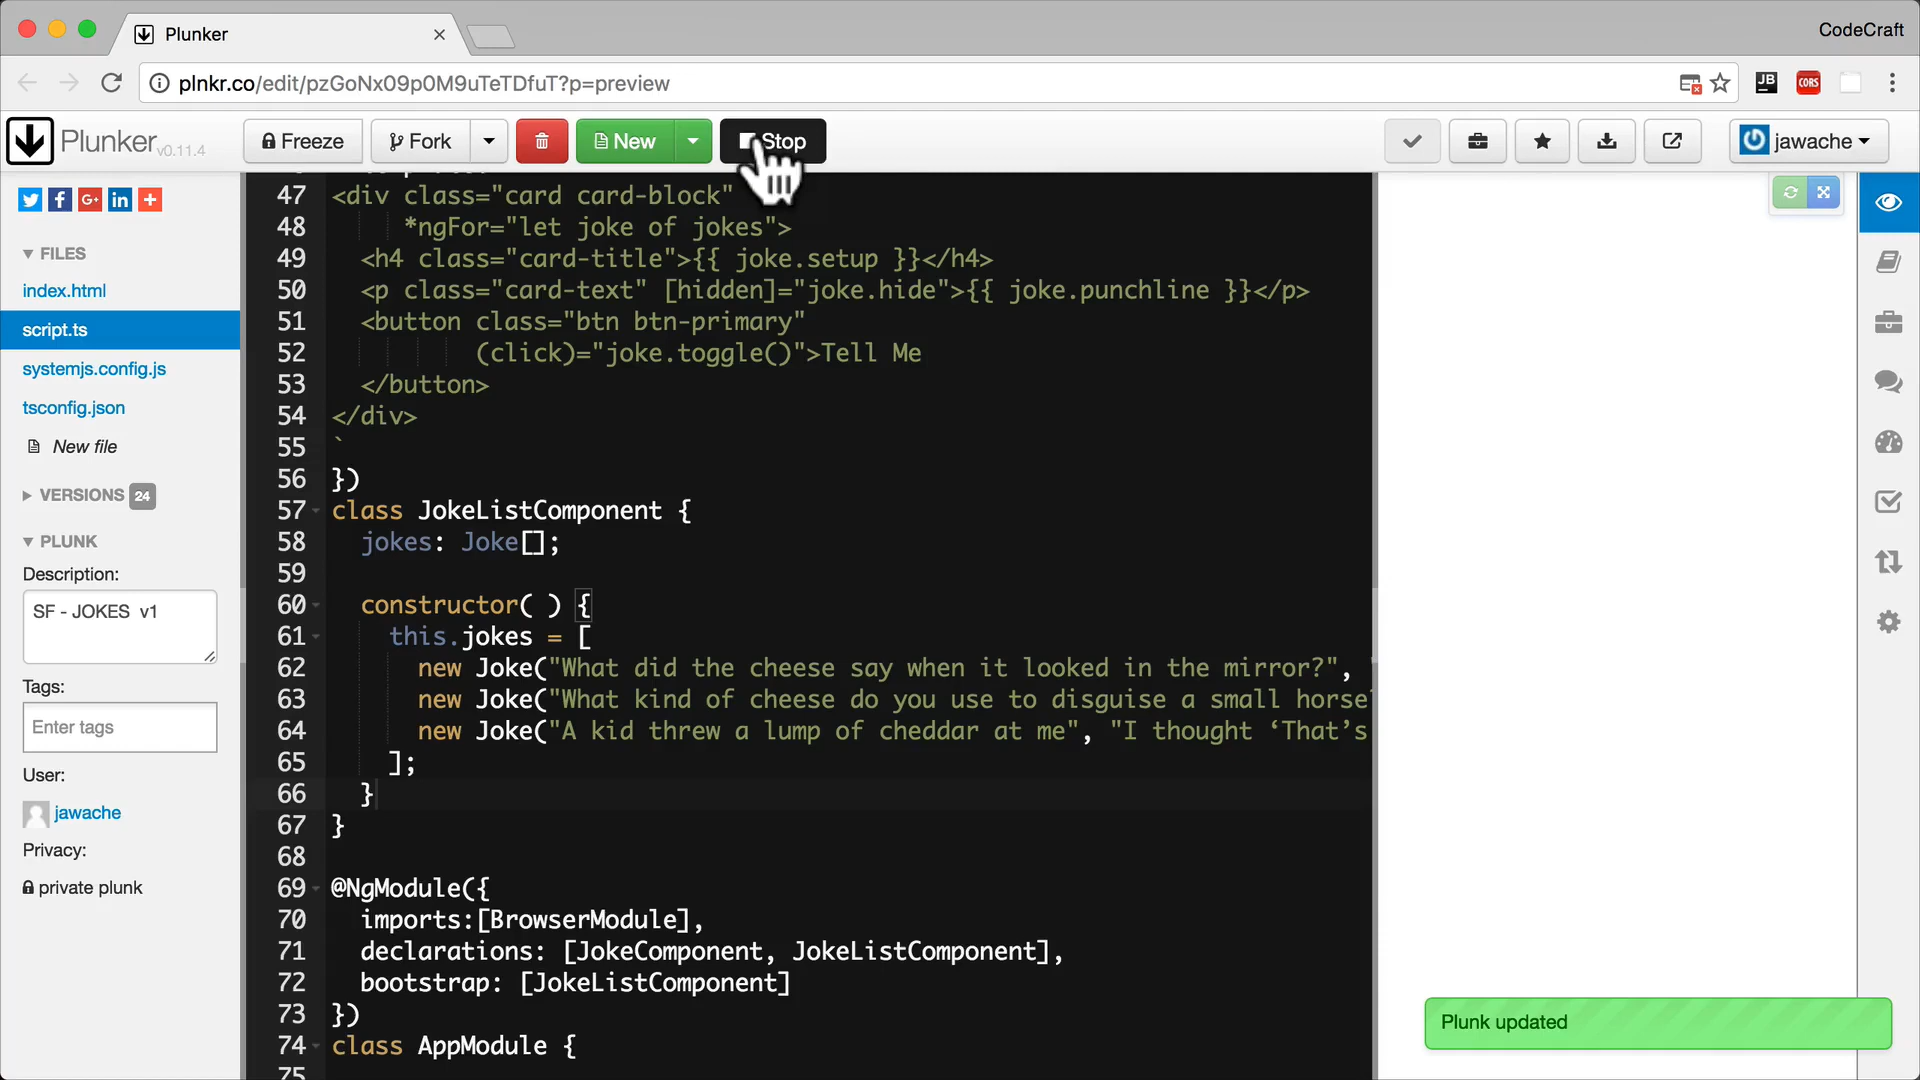 Plunker
CodeCraft
plnkr.co/edit/pzGoNx09p0M9uTeTDfuT?p=preview
JB
CORS
Plunker v0.11.4
Freeze
Fork
New
Stop
jawache
FILES
index.html
script.ts
systemjs.config.js
tsconfig.json
New file
VERSIONS 24
PLUNK
Description:
SF - JOKES v1
Tags:
Enter tags
User:
jawache
Privacy:
private plunk
47 <div class="card card-block"
48 *ngFor="let joke of jokes">
49 <h4 class="card-title">{{ joke.setup }}</h4>
50 <p class="card-text" [hidden]="joke.hide">{{ joke.punchline }}</p>
51 <button class="btn btn-primary"
52 (click)="joke.toggle()">Tell Me
53 </button>
54 </div>
55 `
56 })
57 class JokeListComponent {
58 jokes: Joke[];
59
60 constructor( ) {
61 this.jokes = [
62 new Joke("What did the cheese say when it looked in the mirror?",
63 new Joke("What kind of cheese do you use to disguise a small horse
64 new Joke("A kid threw a lump of cheddar at me", "I thought ‘That’s
65 ];
66 }
67 }
68
69 @NgModule({
70 imports:[BrowserModule],
71 declarations: [JokeComponent, JokeListComponent],
72 bootstrap: [JokeListComponent]
73 })
74 class AppModule {
75
Plunk updated